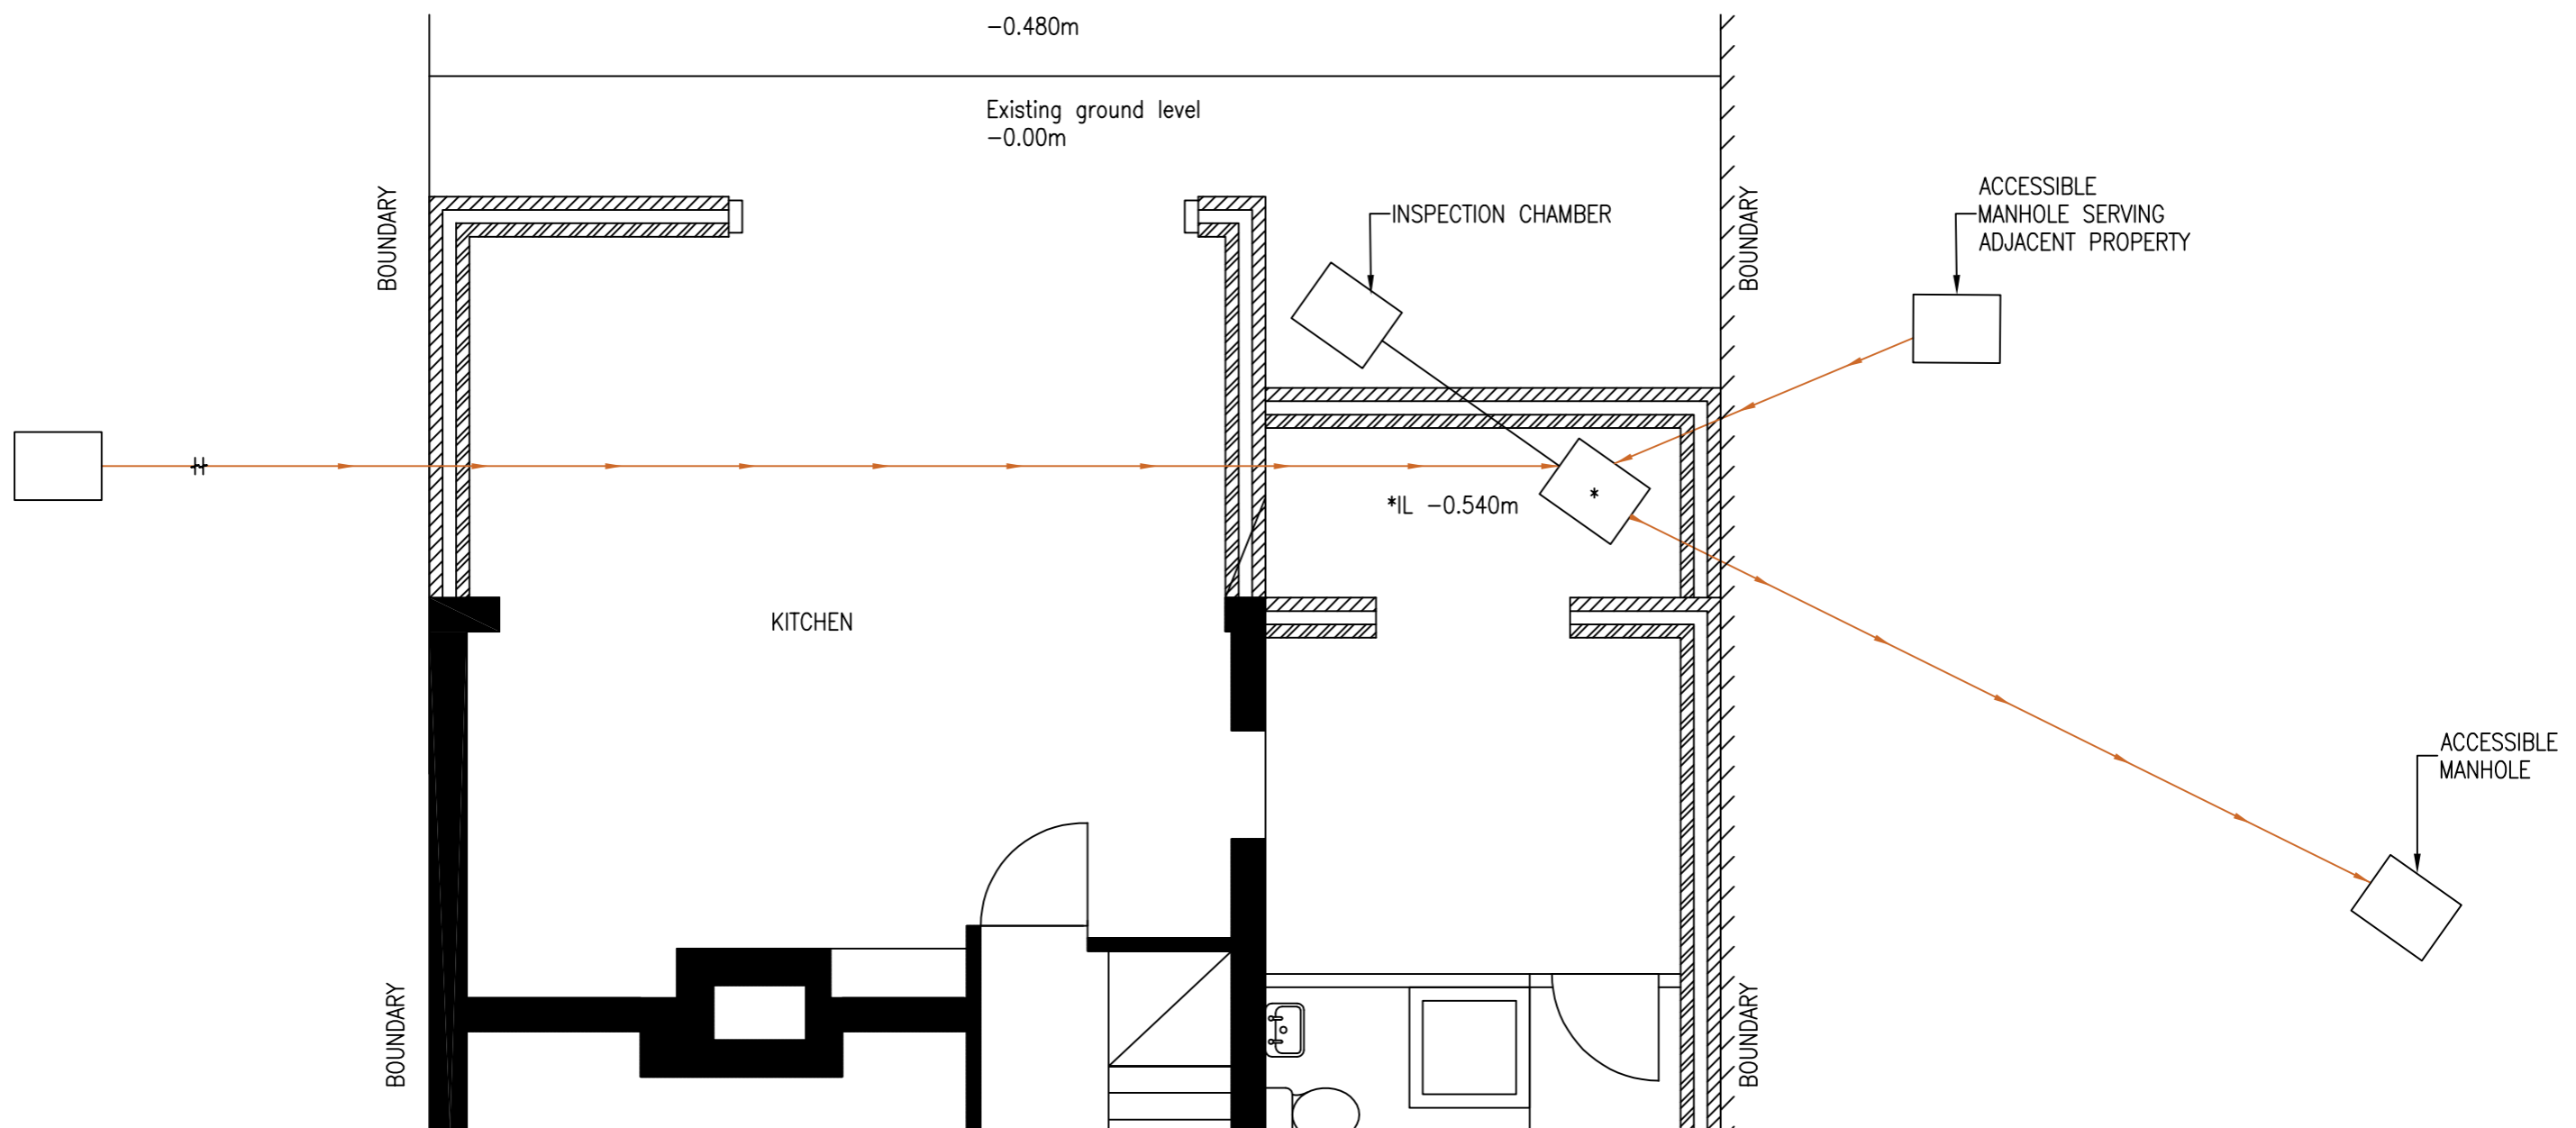 -0.480m
Existing ground level
-0.00m
BOUNDARY
INSPECTION CHAMBER
BOUNDARY
ACCESSIBLE
MANHOLE SERVING
ADJACENT PROPERTY
*IL -0.540m
*
KITCHEN
ACCESSIBLE
MANHOLE
BOUNDARY
BOUNDARY